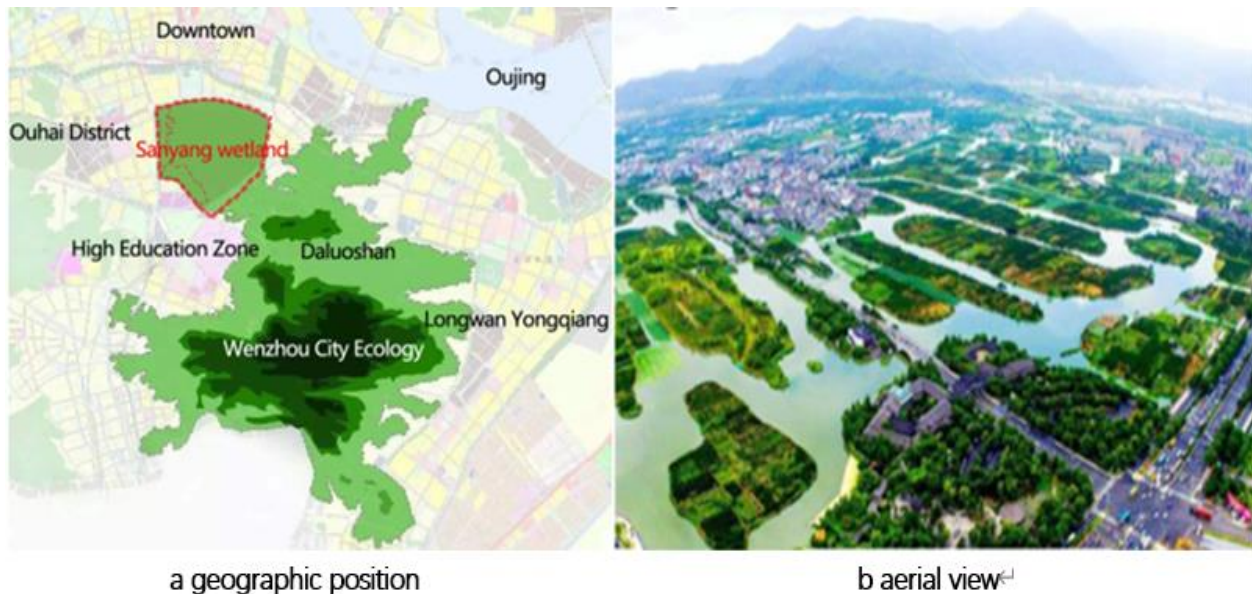 Downtown
Oujing
Ouhai District
Sanyang wetland
High Education Zone
Daluoshan
Longwan Yongqiang
Wenzhou City Ecology
a geographic position
b aerial view